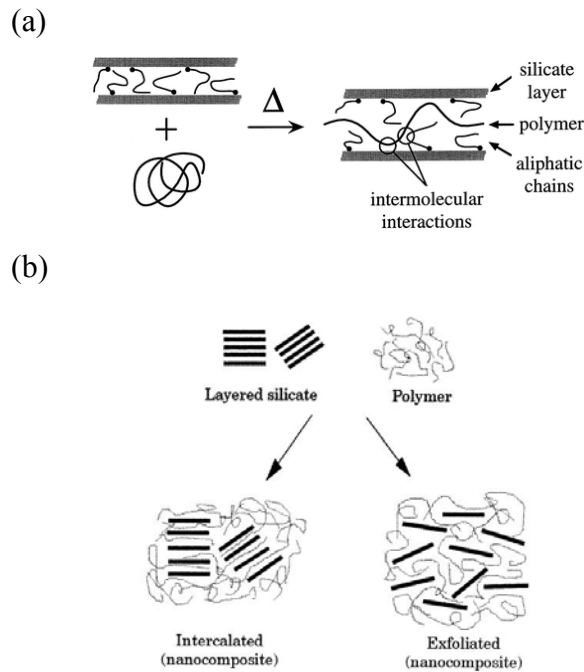 (a)
+
Δ
silicate
layer
polymer
aliphatic
chains
intermolecular
interactions
(b)
Layered silicate
Polymer
Intercalated
(nanocomposite)
Exfoliated
(nanocomposite)